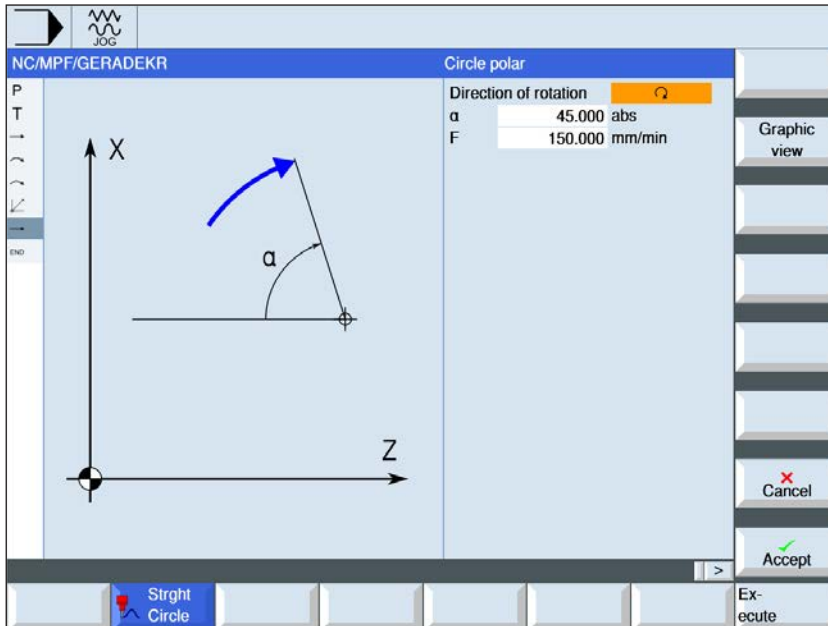 JOG
NC/MPF/GERADEKR
Circle polar
P
T
END
X
α
Z
Direction of rotation
α 45.000 abs
F 150.000 mm/min
Graphic
view
Cancel
Accept
>
Strght
Circle
Ex-
ecute